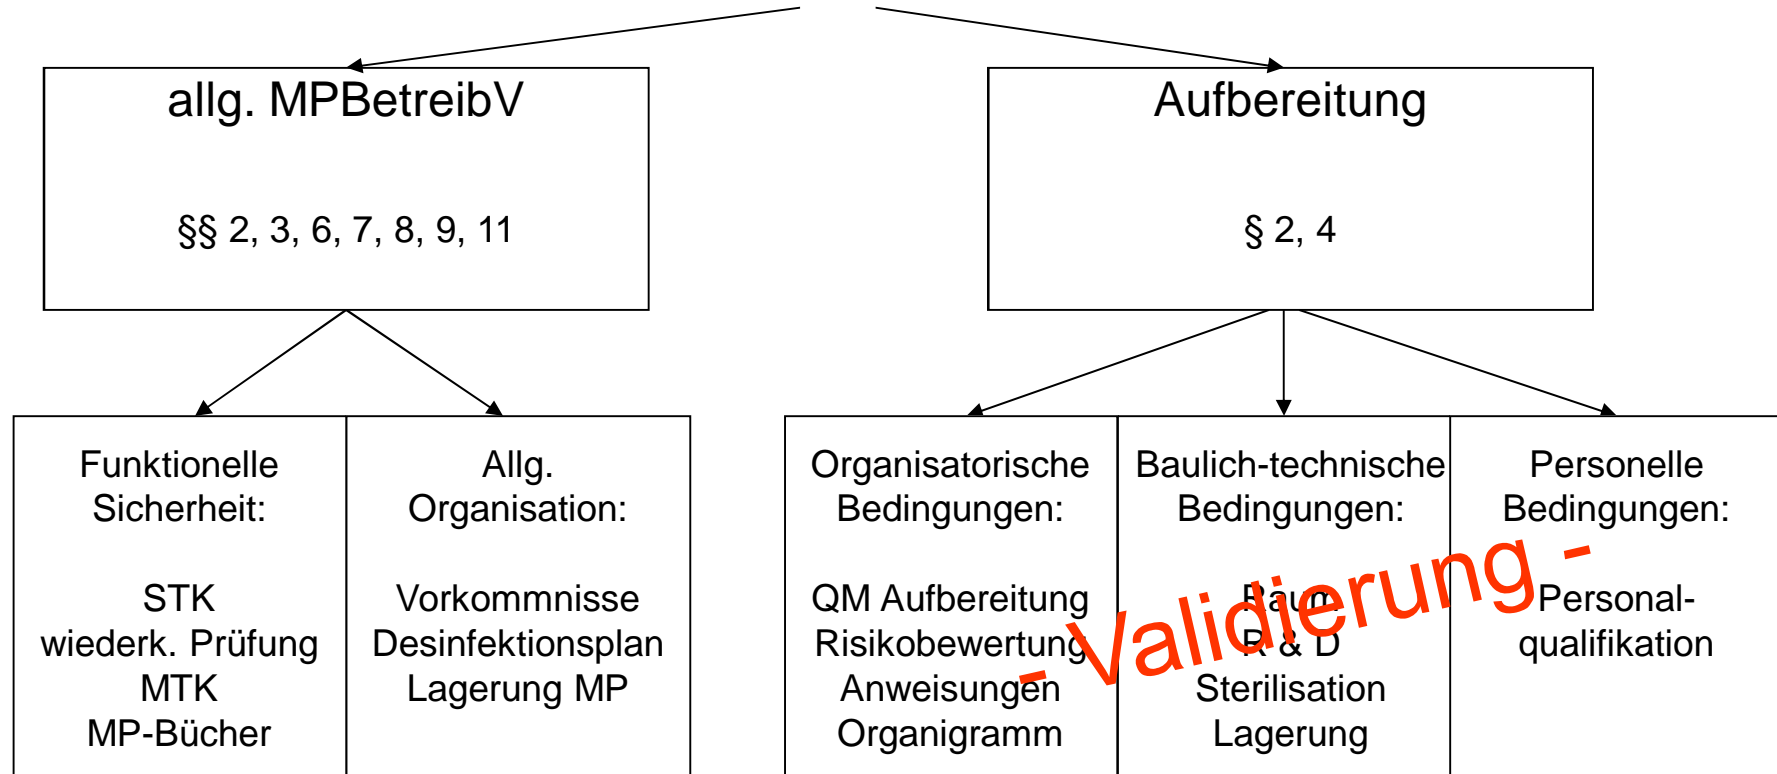 allg. MPBetreibV
§§ 2, 3, 6, 7, 8, 9, 11
Aufbereitung
§ 2, 4
Funktionelle
Sicherheit:
STK
wiederk. Prüfung
MTK
MP-Bücher
Allg.
Organisation:
Vorkommnisse
Desinfektionsplan
Lagerung MP
Organisatorische
Bedingungen:
QM Aufbereitung
Risikobewertung
Anweisungen
Organigramm
Baulich-technische
Bedingungen:
Raum
R & D
Sterilisation
Lagerung
Personelle
Bedingungen:
Personal-
qualifikation
- Validierung -